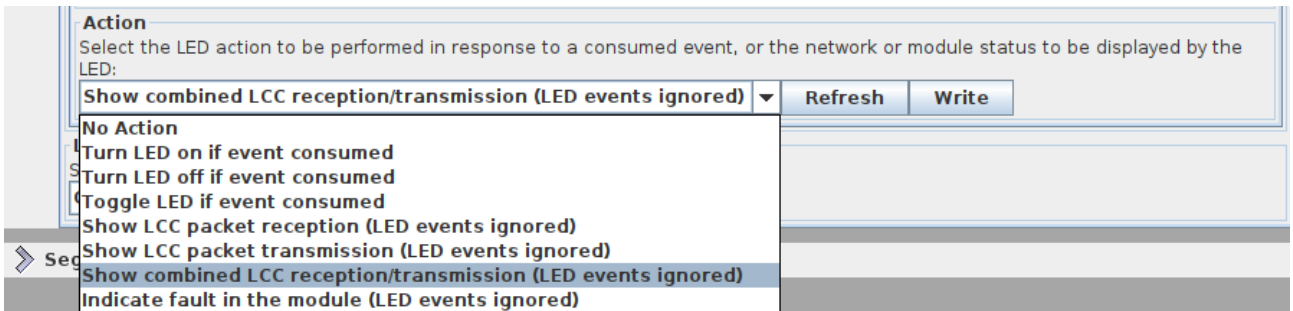 Action
Select the LED action to be performed in response to a consumed event, or the network or module status to be displayed by the
LED:
Show combined LCC reception/transmission (LED events ignored)
Refresh
Write
No Action
Turn LED on if event consumed
Turn LED off if event consumed
Toggle LED if event consumed
Show LCC packet reception (LED events ignored)
Show LCC packet transmission (LED events ignored)
Show combined LCC reception/transmission (LED events ignored)
Indicate fault in the module (LED events ignored)